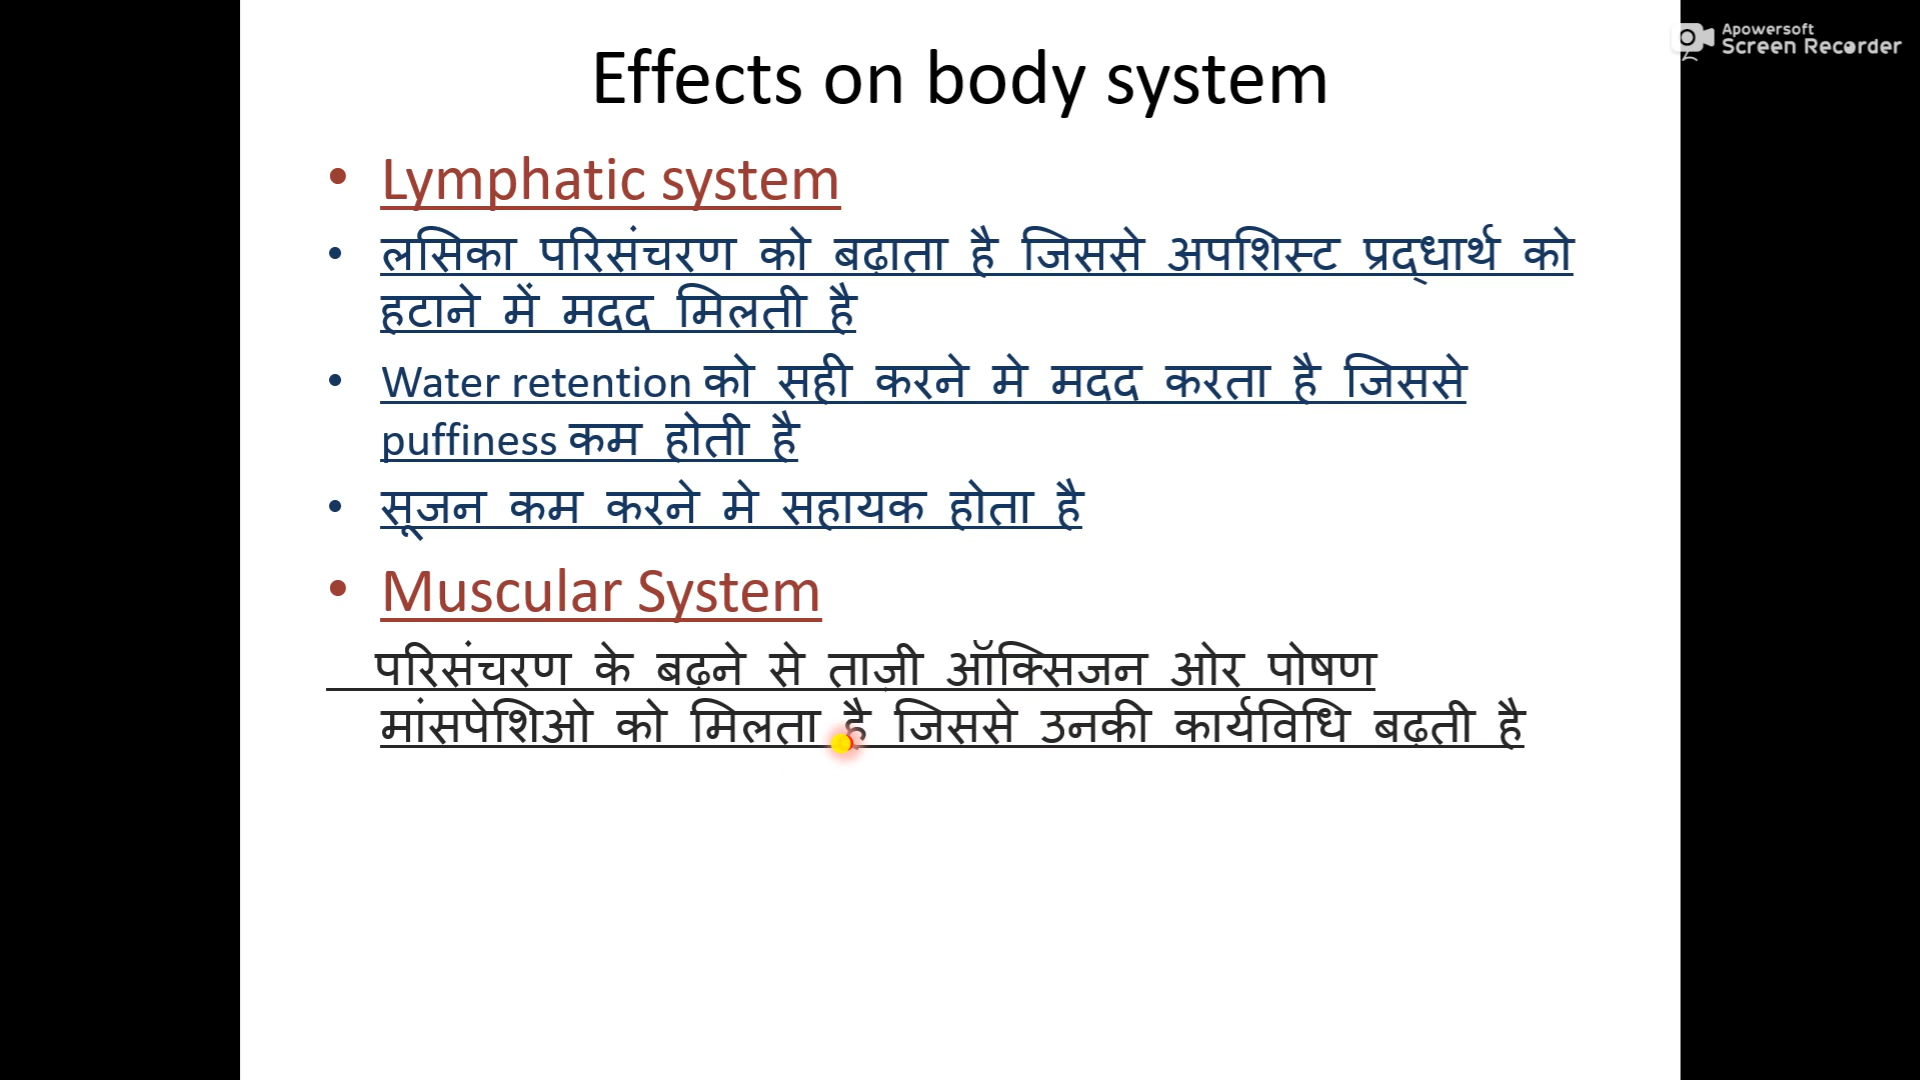 Apowersoft
Screen Recorder
Effects on body system
• Lymphatic system
• लसिका परिसंचरण को बढ़ाता है जिससे अपशिस्ट प्रद्धार्थ को
हटाने में मदद मिलती है
• Water retention को सही करने मे मदद करता है जिससे
puffiness कम होती है
• सूजन कम करने मे सहायक होता है
• Muscular System
परिसंचरण के बढ़ने से ताज़ी ऑक्सिजन ओर पोषण
मांसपेशिओ को मिलता है जिससे उनकी कार्यविधि बढ़ती है